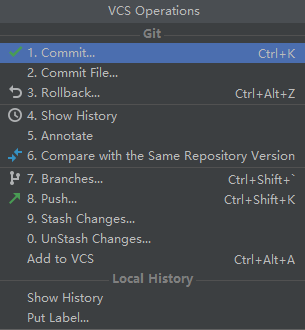 VCS Operations
Git
1. Commit... Ctrl+K
2. Commit File...
3. Rollback... Ctrl+Alt+Z
4. Show History
5. Annotate
6. Compare with the Same Repository Version
7. Branches... Ctrl+Shift+`
8. Push... Ctrl+Shift+K
9. Stash Changes...
0. UnStash Changes...
Add to VCS Ctrl+Alt+A
Local History
Show History
Put Label...